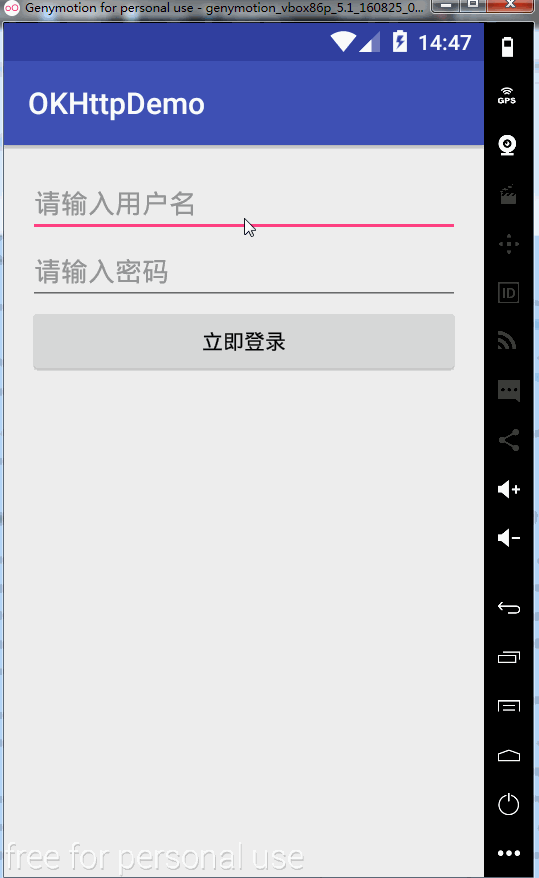 Genymotion for personal use - genymotion_vbox86p_5.1_160825_0...
14:47
OKHttpDemo
GPS
请输入用户名
请输入密码
ID
立即登录
free for personal use